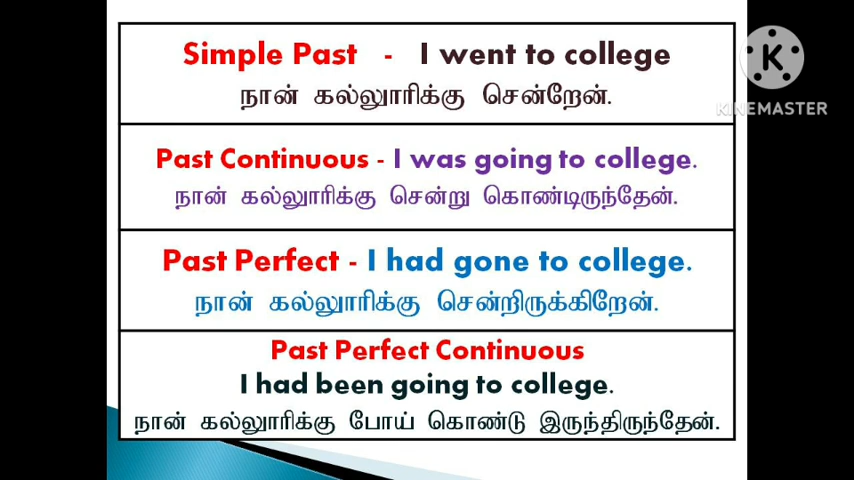 Simple Past - I went to college
நான் கல்லூரிக்கு சென்றேன்.
Past Continuous - I was going to college.
நான் கல்லூரிக்கு சென்று கொண்டிருந்தேன்.
Past Perfect - I had gone to college.
நான் கல்லூரிக்கு சென்றிருக்கிறேன்.
Past Perfect Continuous
I had been going to college.
நான் கல்லூரிக்கு போய் கொண்டு இருந்திருந்தேன்.
K
KINEMASTER